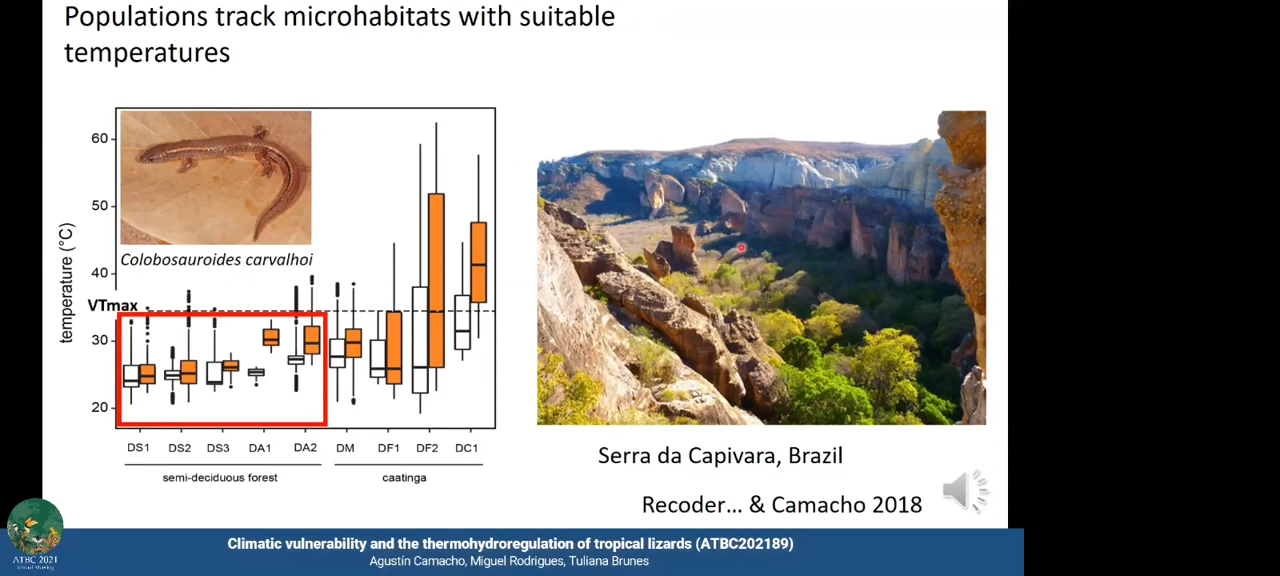 Populations track microhabitats with suitable
temperatures
60
50
40
30
20
temperature (°C)
Colobosauroides carvalhoi
VTmax
DS1 DS2 DS3 DA1 DA2 DM DF1 DF2 DC1
semi-deciduous forest caatinga
Serra da Capivara, Brazil
Recoder... & Camacho 2018
ATBC 2021
Climatic vulnerability and the thermohydroregulation of tropical lizards (ATBC202189)
Agustín Camacho, Miguel Rodrigues, Tuliana Brunes